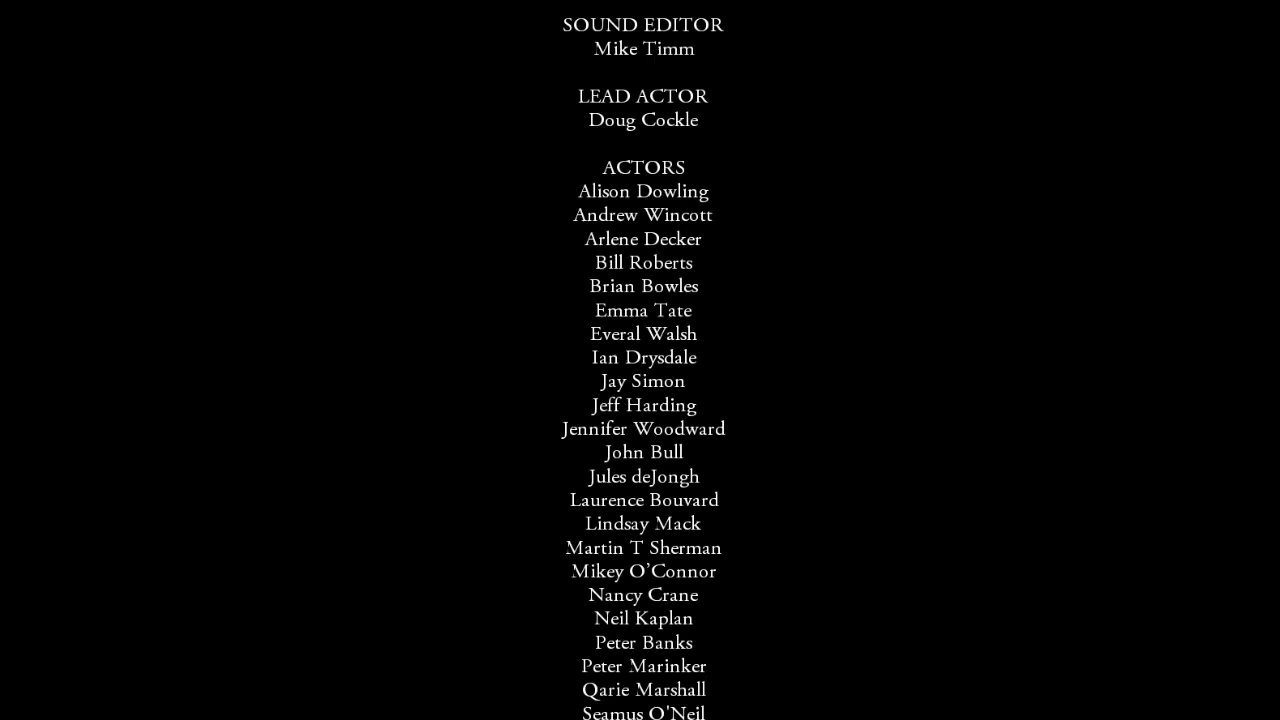 SOUND EDITOR
Mike Timm
LEAD ACTOR
Doug Cockle
ACTORS
Alison Dowling
Andrew Wincott
Arlene Decker
Bill Roberts
Brian Bowles
Emma Tate
Everal Walsh
Ian Drysdale
Jay Simon
Jeff Harding
Jennifer Woodward
John Bull
Jules deJongh
Laurence Bouvard
Lindsay Mack
Martin T Sherman
Mikey O’Connor
Nancy Crane
Neil Kaplan
Peter Banks
Peter Marinker
Qarie Marshall
Seamus O'Neil